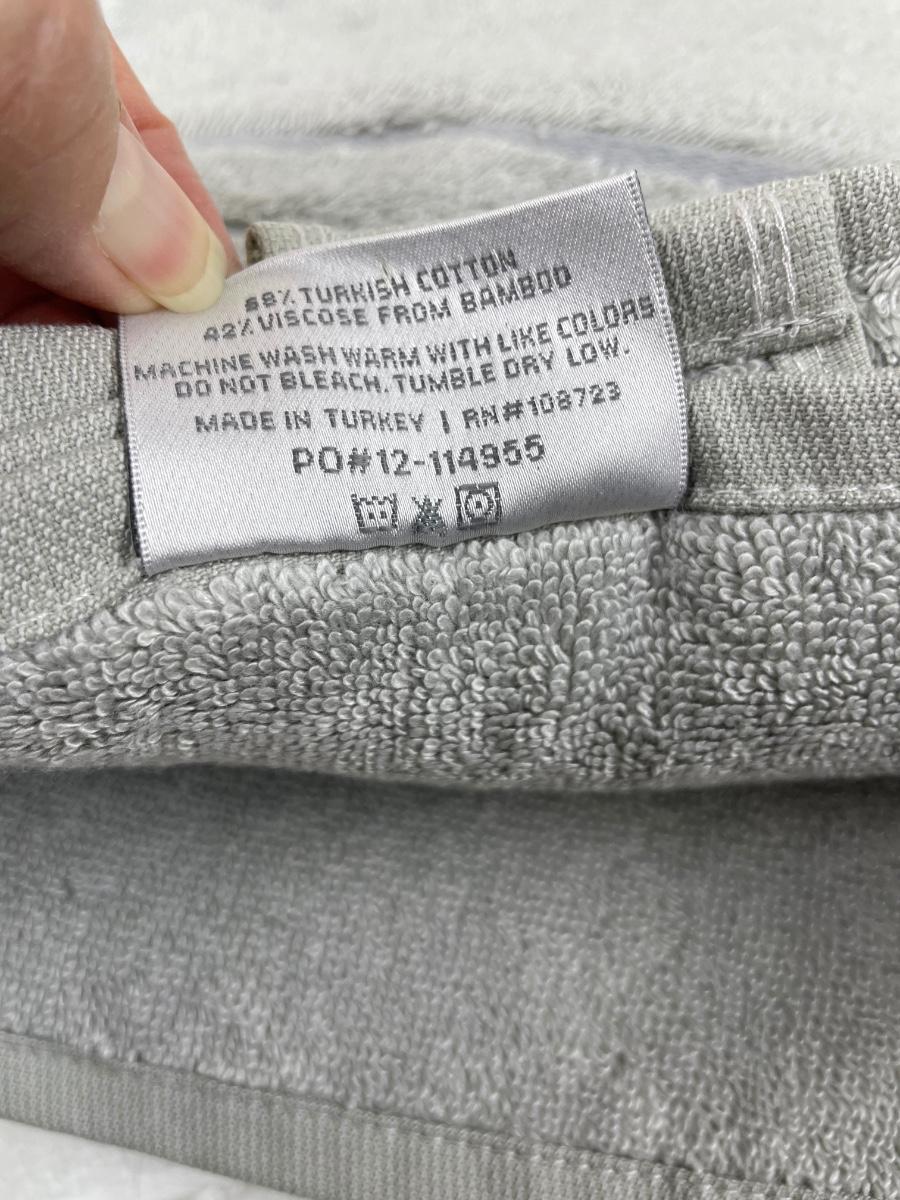 58% TURKISH COTTON
42% VISCOSE FROM BAMBOO
MACHINE WASH WARM WITH LIKE COLORS
DO NOT BLEACH. TUMBLE DRY LOW.
MADE IN TURKEY | RN#108723
PO#12-114955